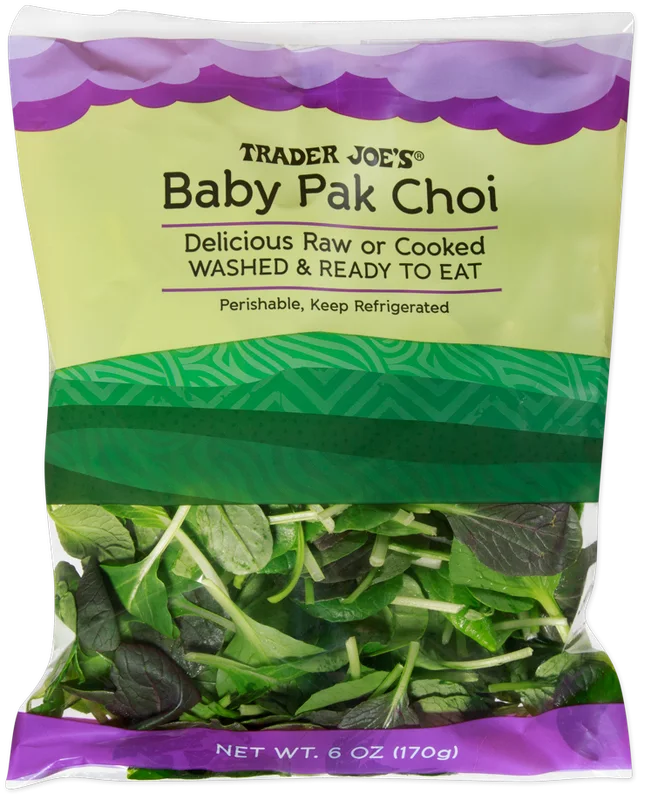 TRADER JOE'S®
Baby Pak Choi
Delicious Raw or Cooked
WASHED & READY TO EAT
Perishable, Keep Refrigerated
NET WT. 6 OZ (170g)